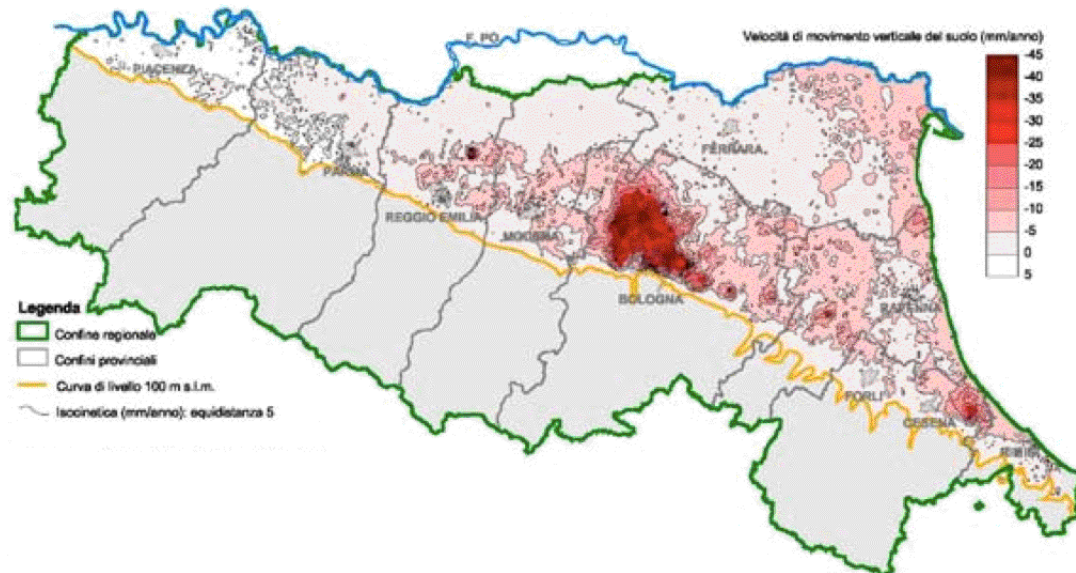 F. PO
Velocità di movimento verticale del suolo (mm/anno)
-45
-40
-35
-30
-25
-20
-15
-10
-5
0
5
PIACENZA
PARMA
REGGIO EMILIA
MODENA
BOLOGNA
FERRARA
RAVENNA
FORLI'
CESENA
RIMINI
Legenda
Confine regionale
Confini provinciali
Curva di livello 100 m s.l.m.
Isocinetica (mm/anno): equidistanza 5